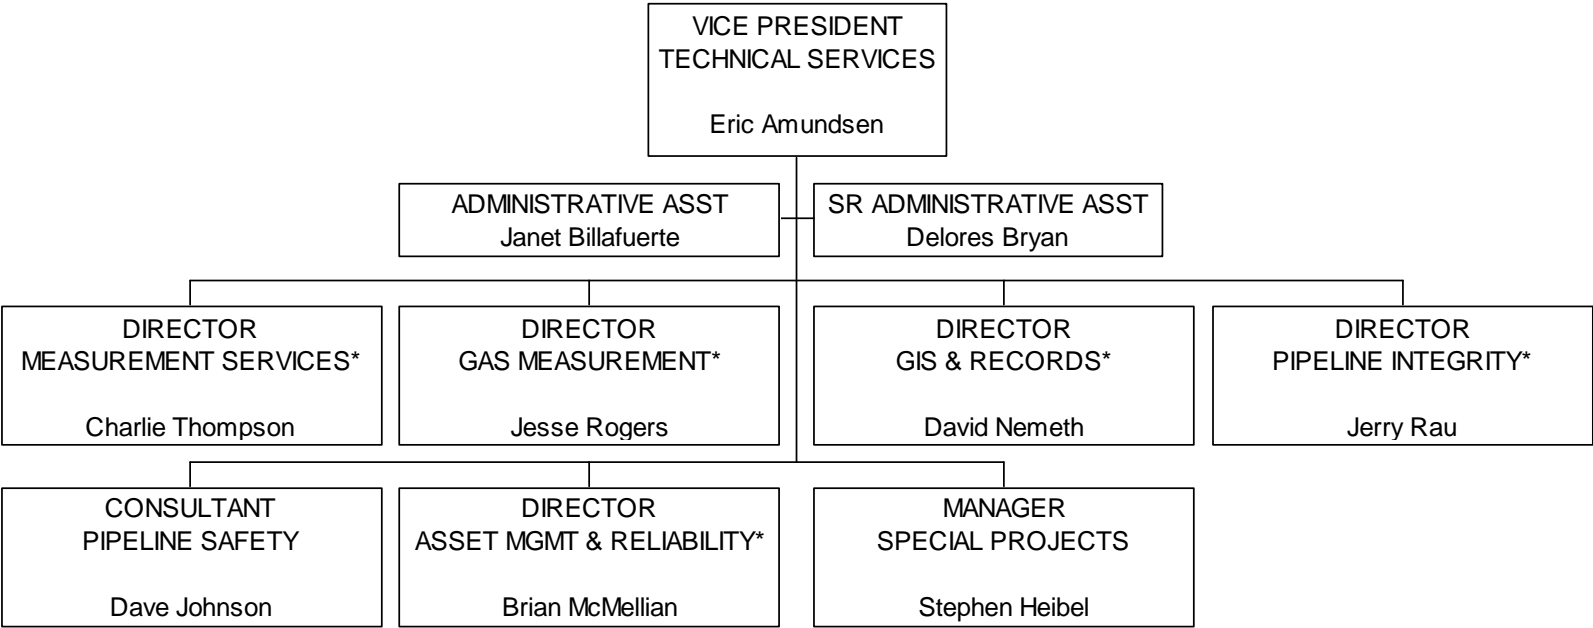 VICE PRESIDENT
TECHNICAL SERVICES
Eric Amundsen
ADMINISTRATIVE ASST
Janet Billafuerte
SR ADMINISTRATIVE ASST
Delores Bryan
DIRECTOR
MEASUREMENT SERVICES*
Charlie Thompson
DIRECTOR
GAS MEASUREMENT*
Jesse Rogers
DIRECTOR
GIS & RECORDS*
David Nemeth
DIRECTOR
PIPELINE INTEGRITY*
Jerry Rau
CONSULTANT
PIPELINE SAFETY
Dave Johnson
DIRECTOR
ASSET MGMT & RELIABILITY*
Brian McMellian
MANAGER
SPECIAL PROJECTS
Stephen Heibel